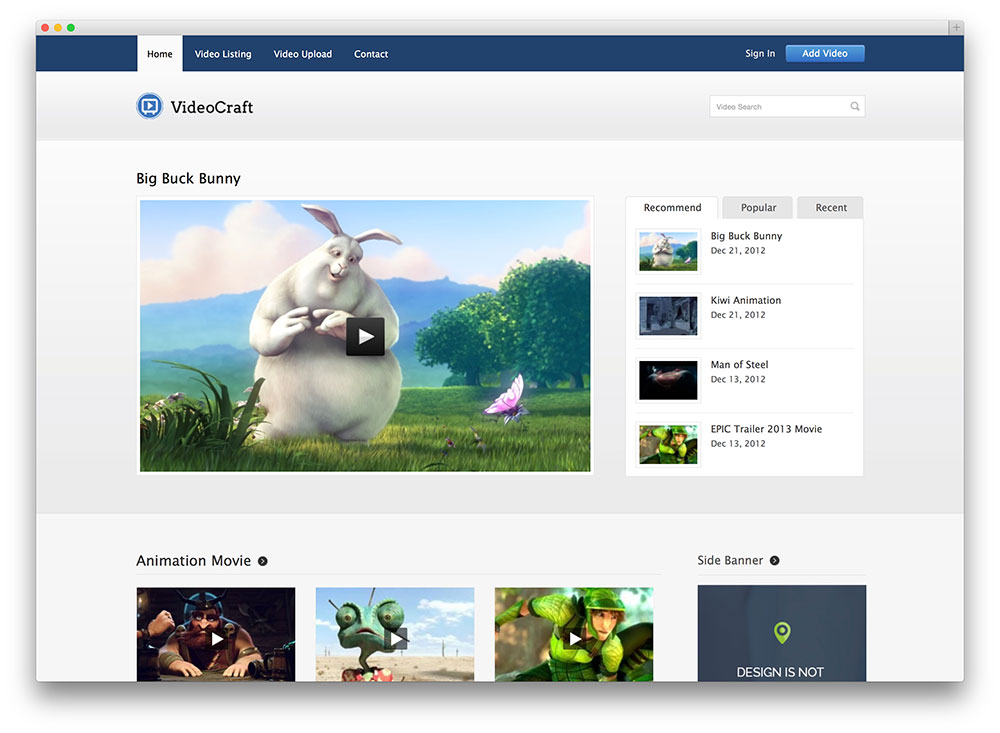 Home Video Listing Video Upload Contact Sign In Add Video
VideoCraft
Video Search
Big Buck Bunny
Recommend Popular Recent
Big Buck Bunny
Dec 21, 2012
Kiwi Animation
Dec 21, 2012
Man of Steel
Dec 13, 2012
EPIC Trailer 2013 Movie
Dec 13, 2012
Animation Movie
Side Banner
DESIGN IS NOT